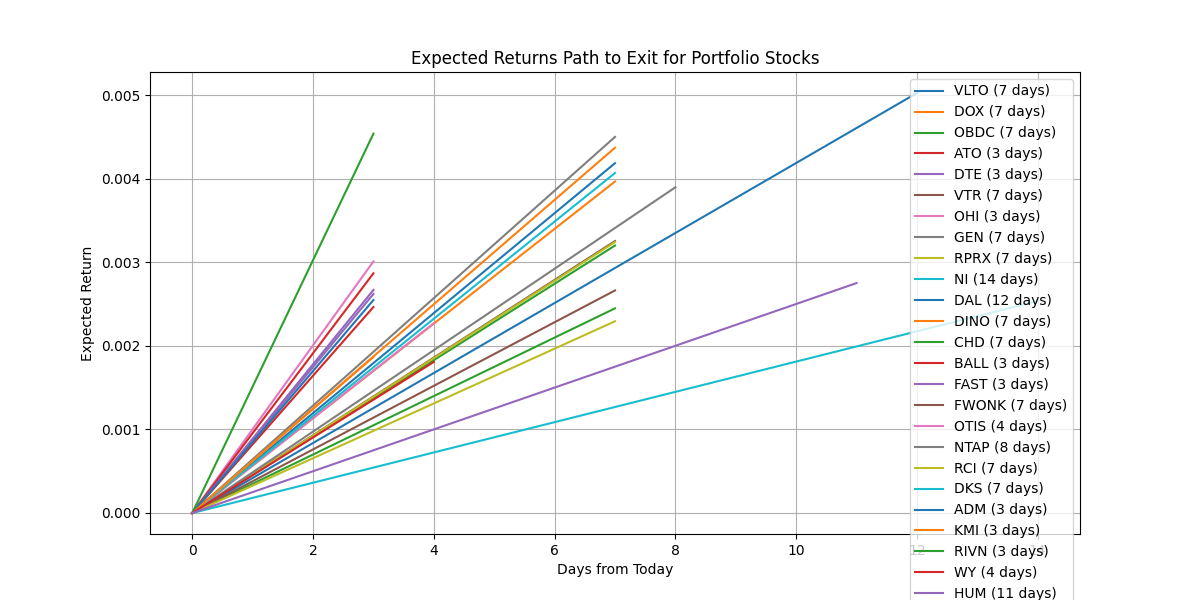 Expected Returns Path to Exit for Portfolio Stocks
Expected Return
0.005
0.004
0.003
0.002
0.001
0.000
0
2
4
6
8
10
12
Days from Today
VLTO (7 days)
DOX (7 days)
OBDC (7 days)
ATO (3 days)
DTE (3 days)
VTR (7 days)
OHI (3 days)
GEN (7 days)
RPRX (7 days)
NI (14 days)
DAL (12 days)
DINO (7 days)
CHD (7 days)
BALL (3 days)
FAST (3 days)
FWONK (7 days)
OTIS (4 days)
NTAP (8 days)
RCI (7 days)
DKS (7 days)
ADM (3 days)
KMI (3 days)
RIVN (3 days)
WY (4 days)
HUM (11 days)